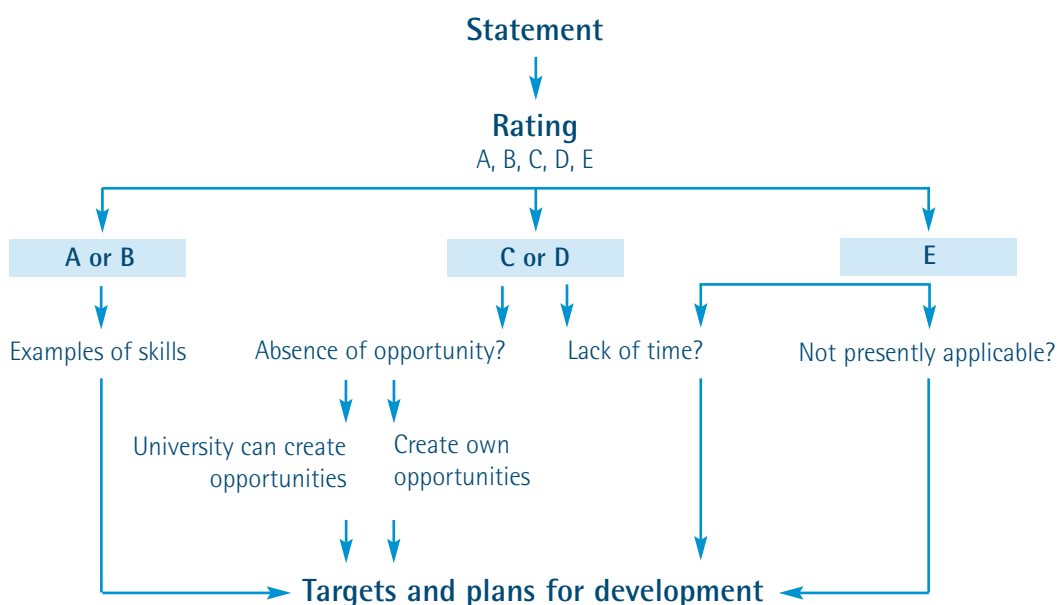 Statement
Rating
A, B, C, D, E
A or B
C or D
E
Examples of skills
Absence of opportunity?
Lack of time?
Not presently applicable?
University can create
opportunities
Create own
opportunities
Targets and plans for development